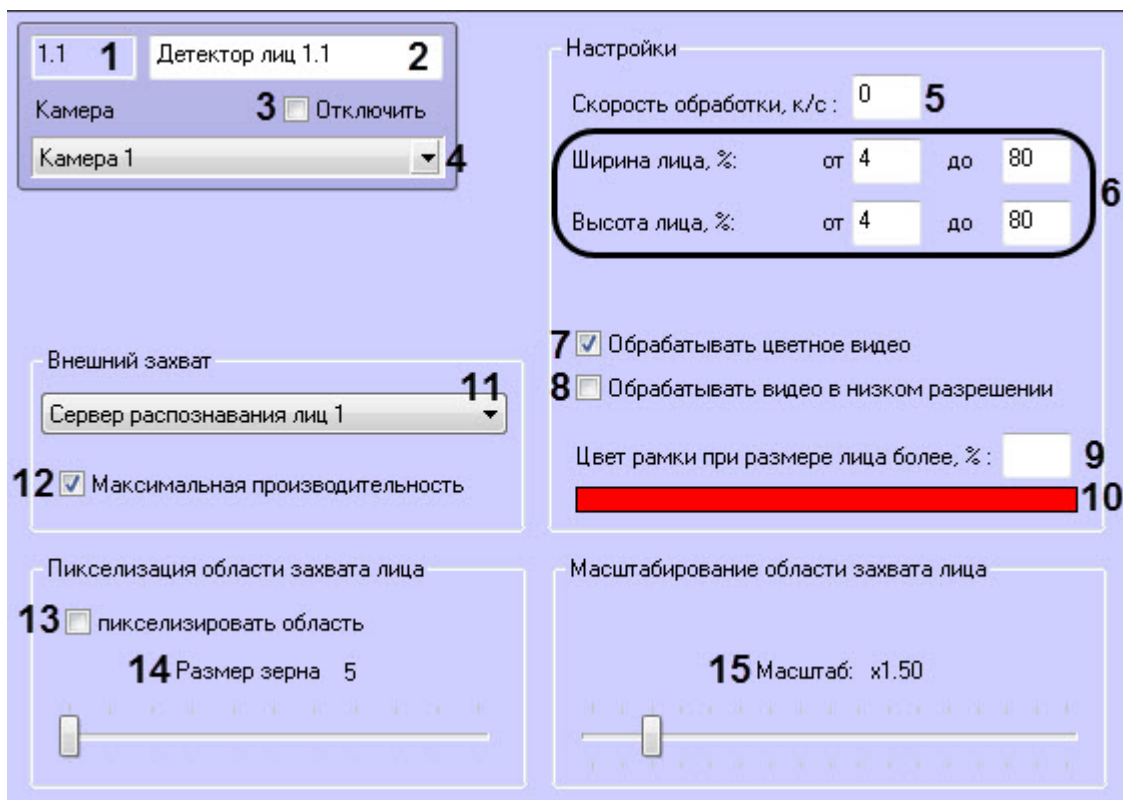 1.1 1 Детектор лиц 1.1 2
Камера 3 Отключить
Камера 1 4
Настройки
Скорость обработки, к/с : 0 5
Ширина лица, %: от 4 до 80
6
Высота лица, %: от 4 до 80
7 Обрабатывать цветное видео
8 Обрабатывать видео в низком разрешении
Цвет рамки при размере лица более, % : 9
10
Внешний захват
11
Сервер распознавания лиц 1
12 Максимальная производительность
Пикселизация области захвата лица
13 пикселизировать область
14 Размер зерна 5
Масштабирование области захвата лица
15 Масштаб: x1.50